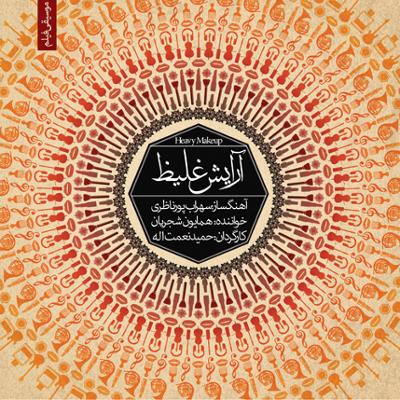 موسیقی فیلم
Heavy Makeup
آرایش غلیظ
آهنگساز: سهراب پورناظری
خواننده: همایون شجریان
کارگردان: حمید نعمت اله